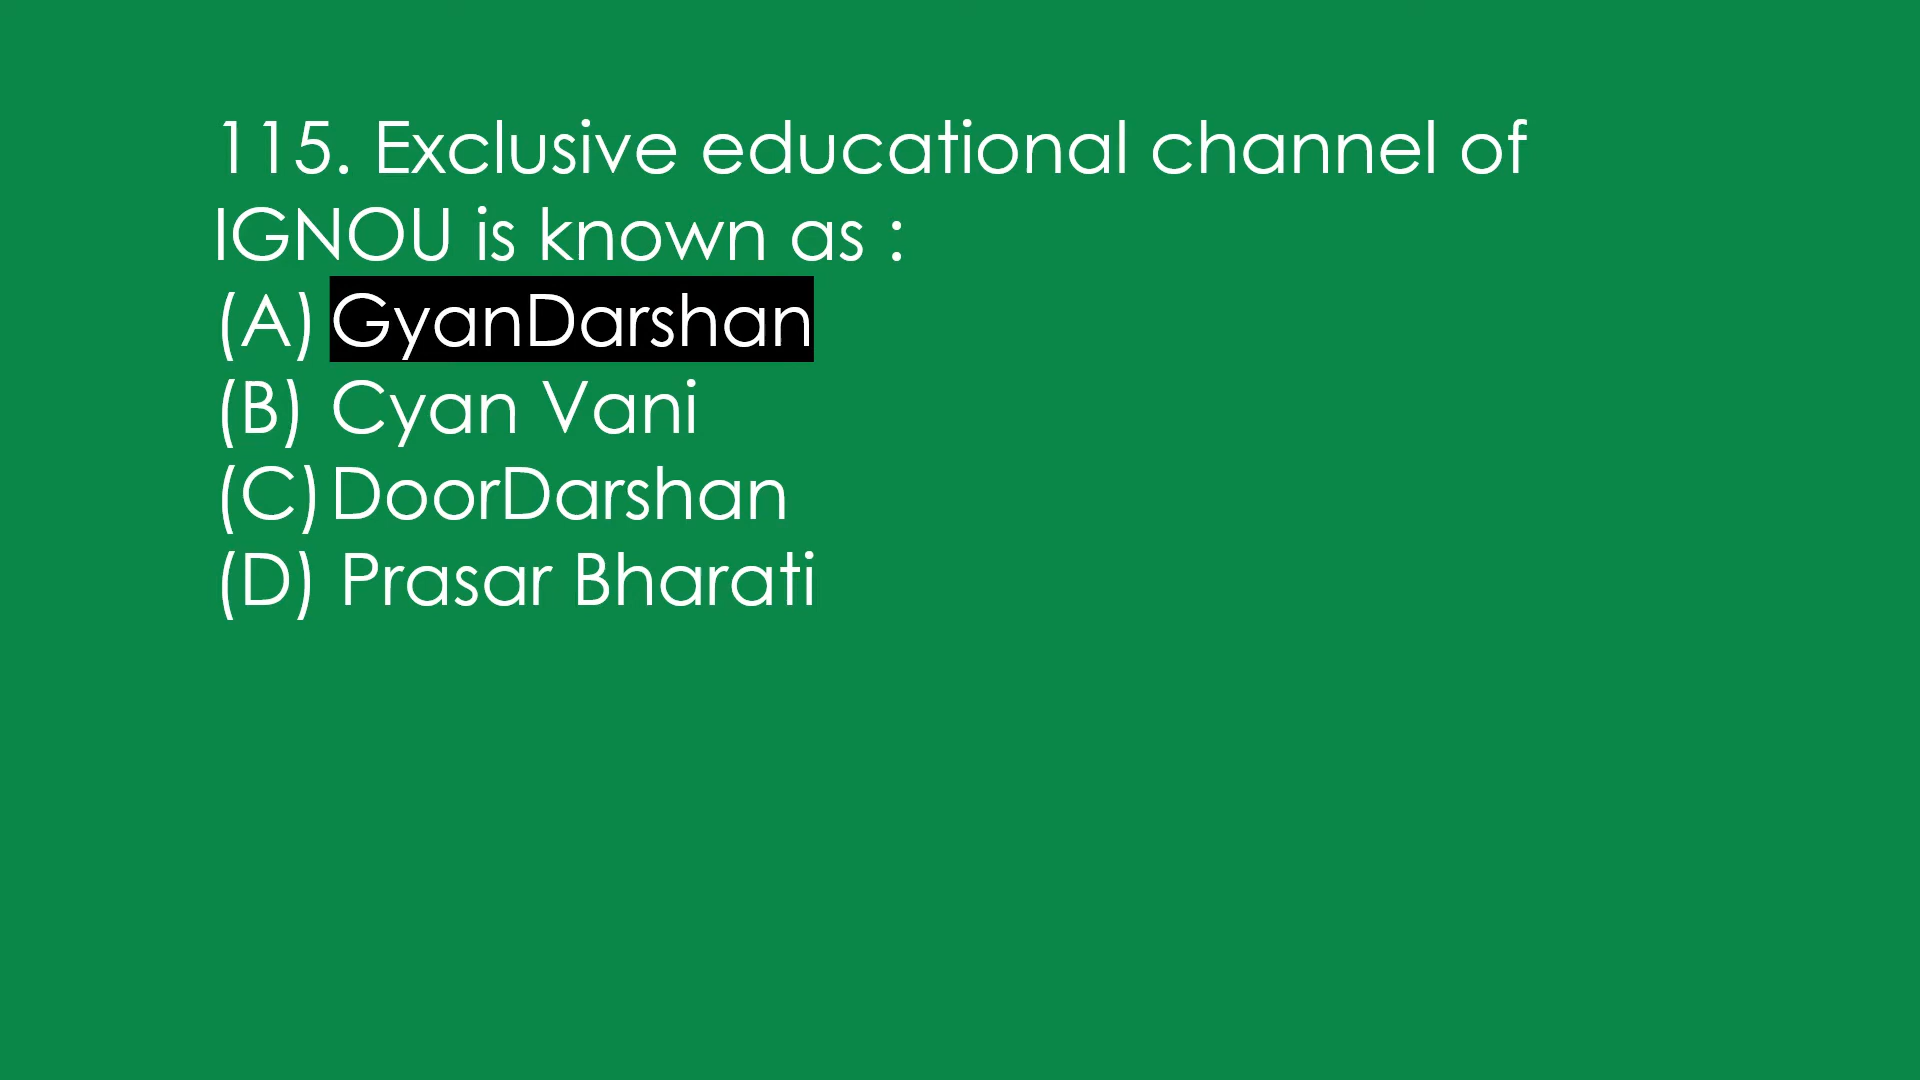 115. Exclusive educational channel of
IGNOU is known as :
(A) GyanDarshan
(B) Cyan Vani
(C) DoorDarshan
(D) Prasar Bharati